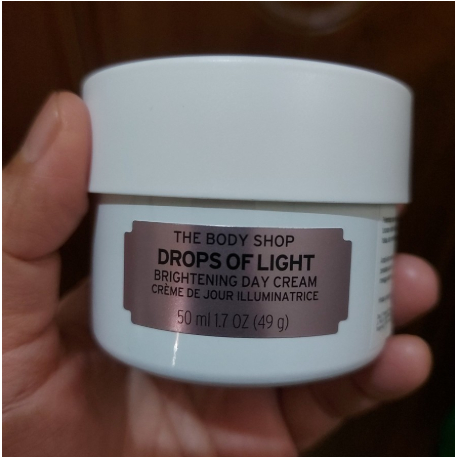 THE BODY SHOP
DROPS OF LIGHT
BRIGHTENING DAY CREAM
CRÈME DE JOUR ILLUMINATRICE
50 ml 1.7 OZ (49 g)